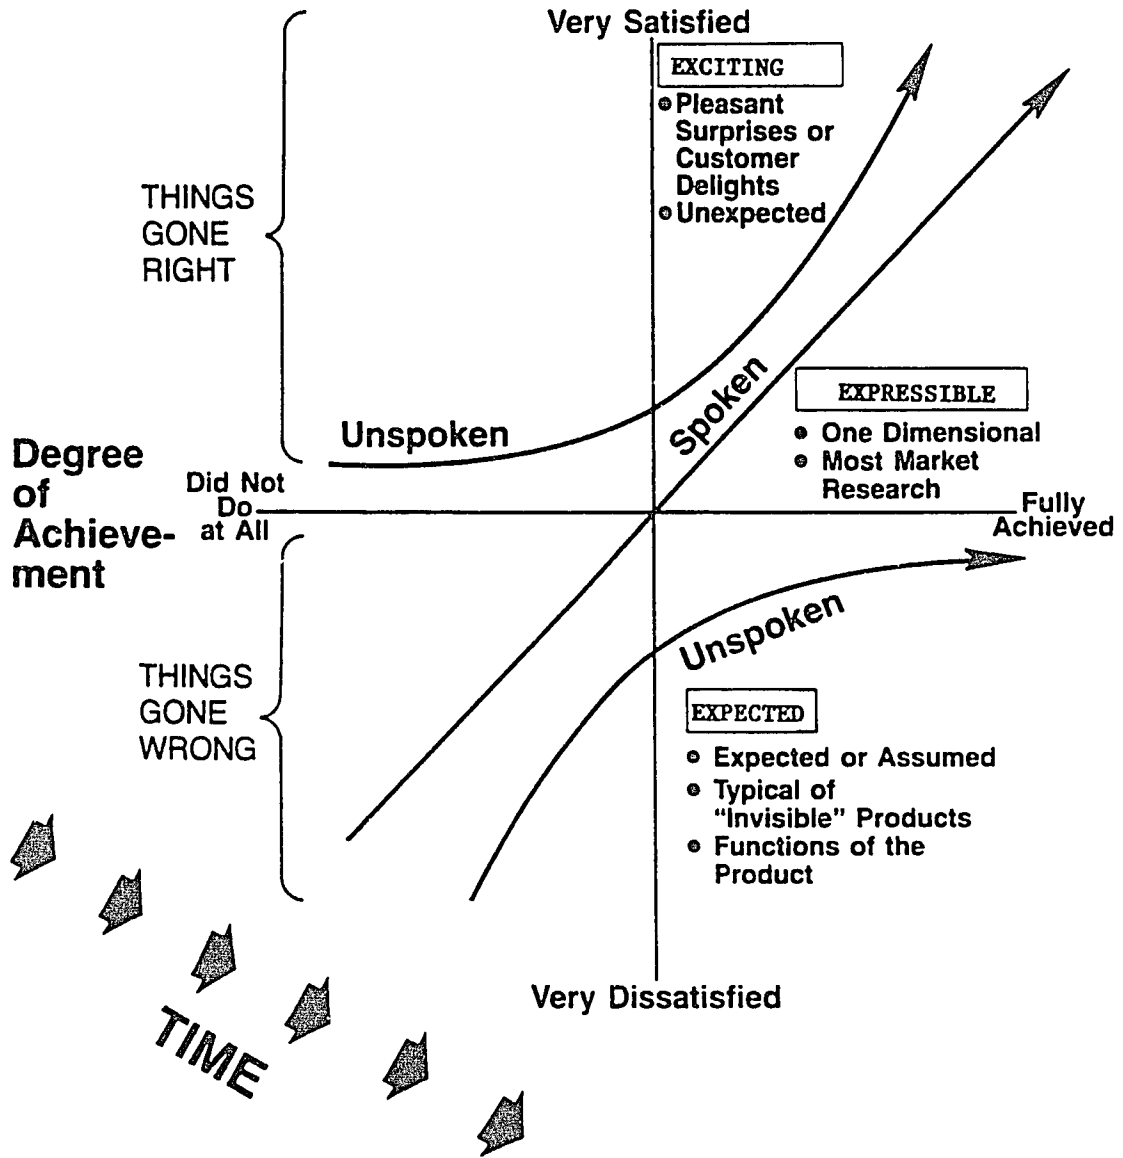 Very Satisfied
EXCITING
Pleasant
Surprises or
Customer
Delights
Unexpected
THINGS
GONE
RIGHT
Unspoken
Spoken
EXPRESSIBLE
One Dimensional
Most Market
Research
Degree
of
Achieve-
ment
Did Not
Do
at All
Fully
Achieved
Unspoken
THINGS
GONE
WRONG
EXPECTED
Expected or Assumed
Typical of
“Invisible” Products
Functions of the
Product
Very Dissatisfied
TIME